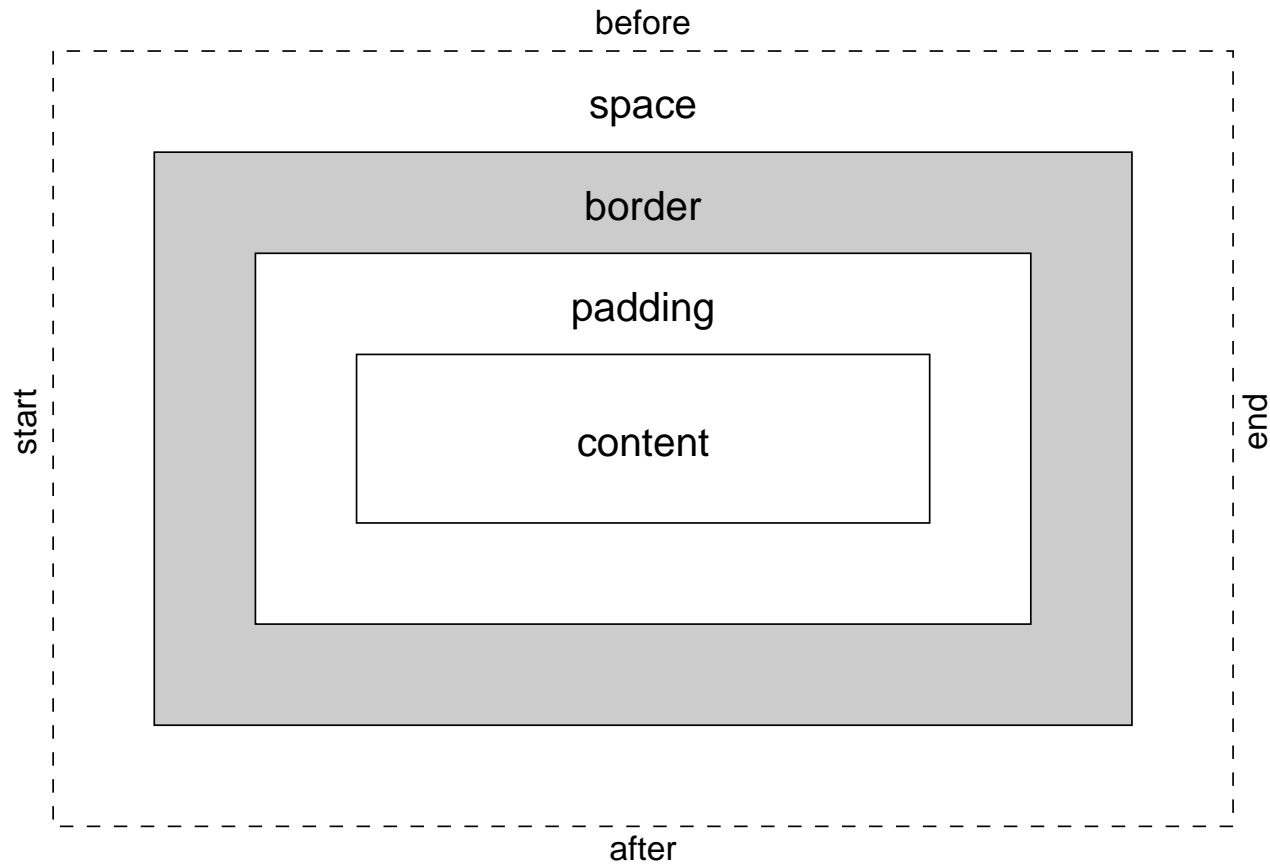 before
space
border
padding
start
content
end
after